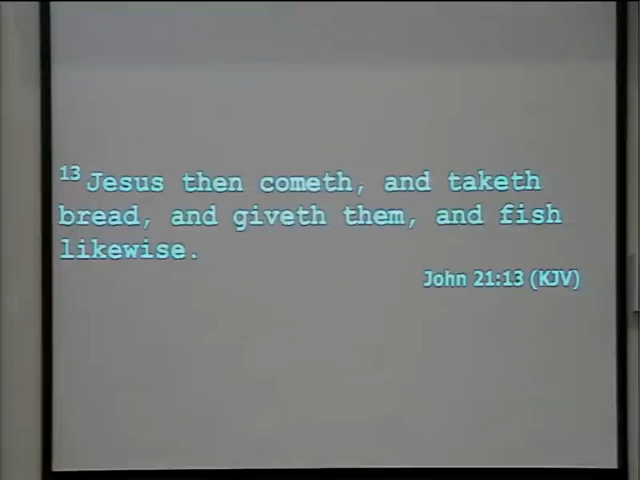 13 Jesus then cometh, and taketh
bread, and giveth them, and fish
likewise.
John 21:13 (KJV)